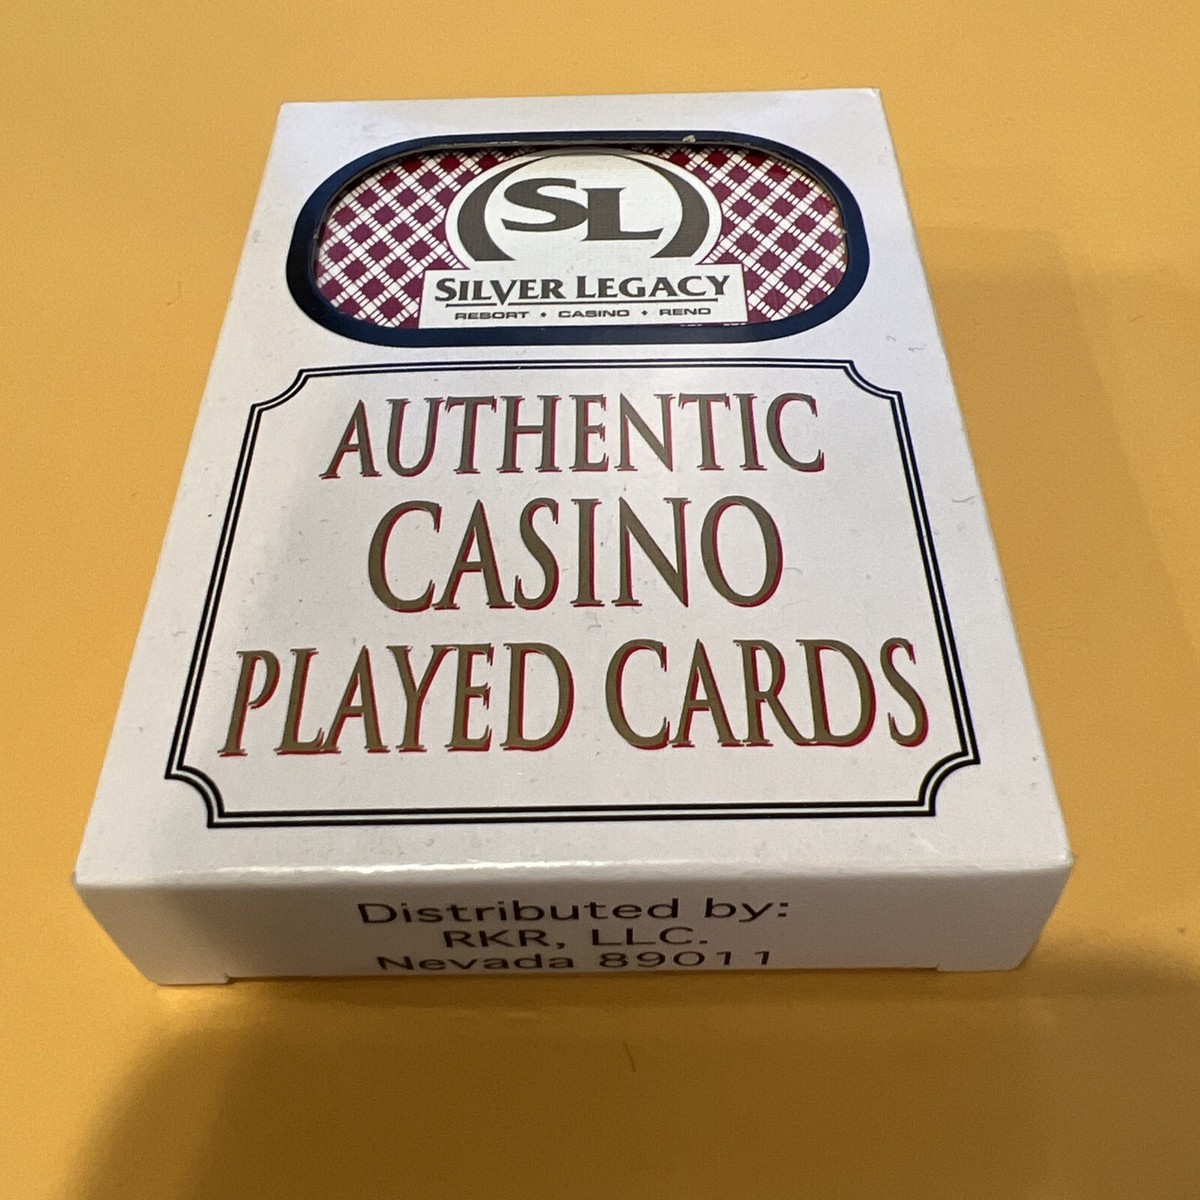 SL
SILVER LEGACY
RESORT • CASINO • RENO
AUTHENTIC
CASINO
PLAYED CARDS
Distributed by:
RKR, LLC.
Nevada 89011